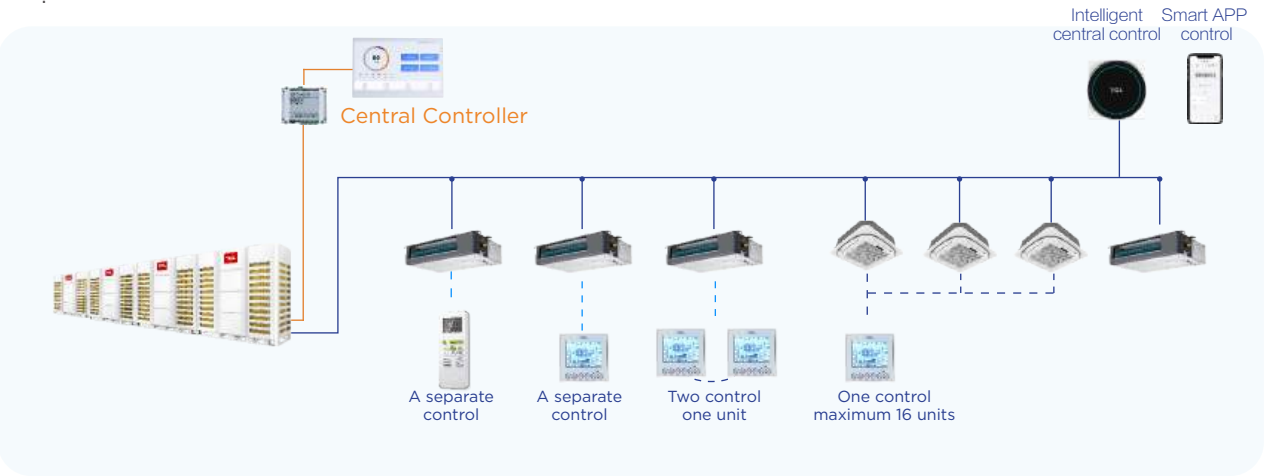 Intelligent
central control
Smart APP
control
Central Controller
TCL
A separate
control
A separate
control
Two control
one unit
One control
maximum 16 units